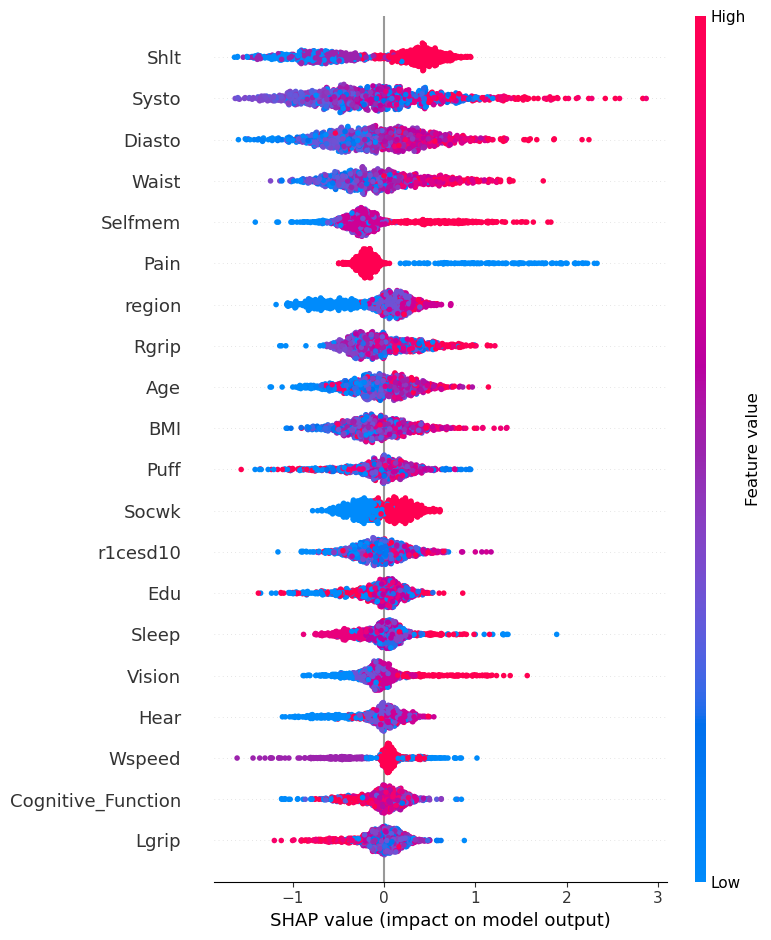 High
Shlt
Systo
Diasto
Waist
Selfmem
Pain
region
Rgrip
Age
BMI
Puff
Socwk
r1cesd10
Edu
Sleep
Vision
Hear
Wspeed
Cognitive_Function
Lgrip
Feature value
Low
−1 0 1 2 3
SHAP value (impact on model output)